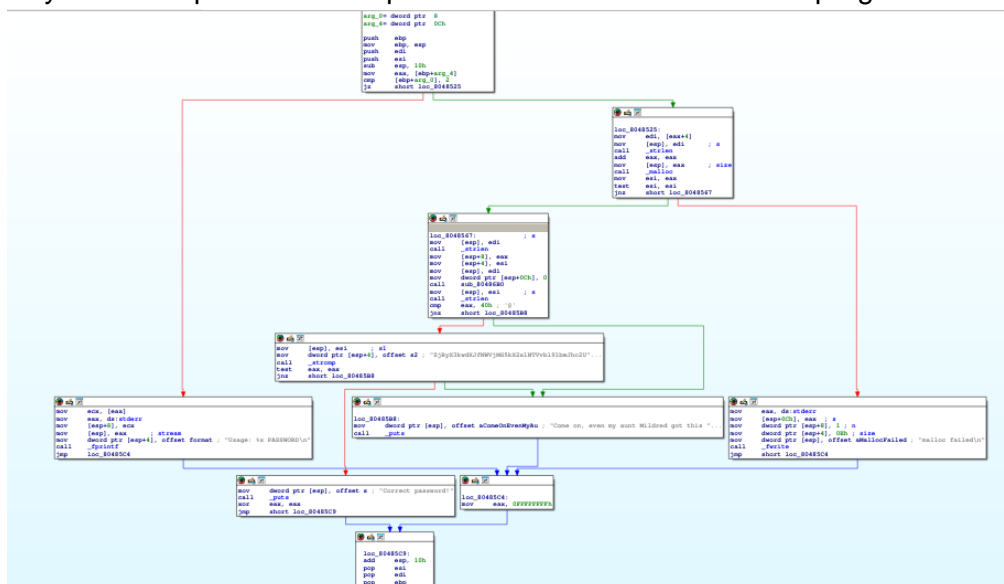 arg_0= dword ptr  8
arg_4= dword ptr  0Ch
push    ebp
mov     ebp, esp
push    edi
push    esi
sub     esp, 10h
mov     eax, [ebp+arg_4]
cmp     [ebp+arg_0], 2
jz      short loc_8048525
loc_8048525:
mov     edi, [eax+4]
mov     [esp], edi      ; s
call    _strlen
add     eax, eax
mov     [esp], eax      ; size
call    _malloc
mov     esi, eax
test    esi, esi
jnz     short loc_8048567
loc_8048567:            ; s
mov     [esp], edi
call    _strlen
mov     [esp+8], eax
mov     [esp+4], esi
mov     [esp], edi
mov     dword ptr [esp+0Ch], 0
call    sub_80486B0
mov     [esp], esi      ; s
call    _strlen
cmp     eax, 40h ; '@'
jnz     short loc_80485B8
mov     [esp], esi      ; s1
mov     dword ptr [esp+4], offset s2 ;
call    _strcmp
test    eax, eax
jnz     short loc_80485B8
mov     ecx, [eax]
mov     eax, ds:stderr
mov     [esp+8], ecx
mov     [esp], eax      ; stream
mov     dword ptr [esp+4], offset format ; "Usage: %s PASSWORD\n"
call    _fprintf
jmp     loc_80485C4
loc_80485B8:
mov     dword ptr [esp], offset aComeOnEvenMyAu ; "Come on, even my aunt Mildred got this "...
call    _puts
mov     eax, ds:stderr
mov     [esp+0Ch], eax ; s
mov     dword ptr [esp+8], 1 ; n
mov     dword ptr [esp+4], 0Eh ; size
mov     dword ptr [esp], offset aMallocFailed ; "malloc failed\n"
call    _fwrite
jmp     short loc_80485C4
mov     dword ptr [esp], offset s ; "Correct password!"
call    _puts
xor     eax, eax
jmp     short loc_80485C9
loc_80485C4:
mov     eax, 0FFFFFFFFh
loc_80485C9:
add     esp, 10h
pop     esi
pop     edi
pop     ebp